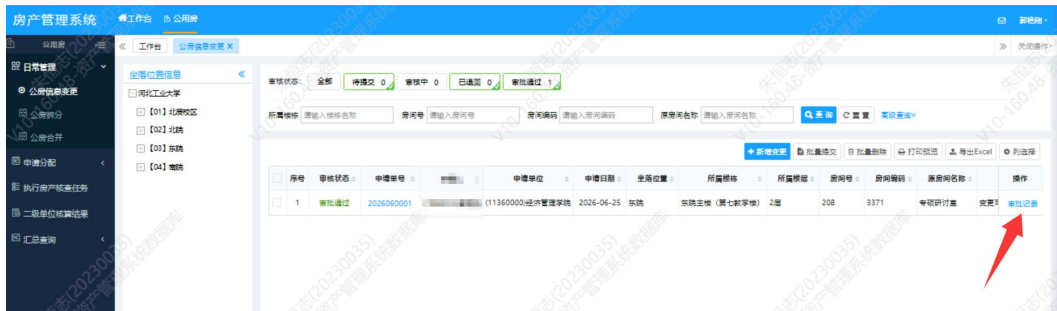 房产管理系统 工作台 公用房 郭艳刚
公用房 工作台 公房信息变更 × 关闭操作
日常管理
公房信息变更
公房拆分
公房合并
申请分配
执行房产核查任务
二级单位核算结果
汇总查询
坐落位置信息
河北工业大学
【01】北辰校区
【02】北院
【03】东院
【04】南院
审核状态: 全部 待提交 0 审核中 0 已退回 0 审批通过 1
所属楼栋 请输入楼栋名称 房间号 请输入房间号 房间编码 请输入房间编码 原房间名称 请输入房间名称 查 询 重 置 高级查询
新增变更 批量提交 批量删除 打印预览 导出Excel 列选择
序号 审核状态 申请单号 申请单位 申请日期 坐落位置 所属楼栋 所属楼层 房间号 房间编码 原房间名称 操作
1 审批通过 2026060001 (11360000)经济管理学院 2026-06-25 东院 东院主楼（第七教学楼） 2层 208 3371 专硕研讨室 变更 审批记录